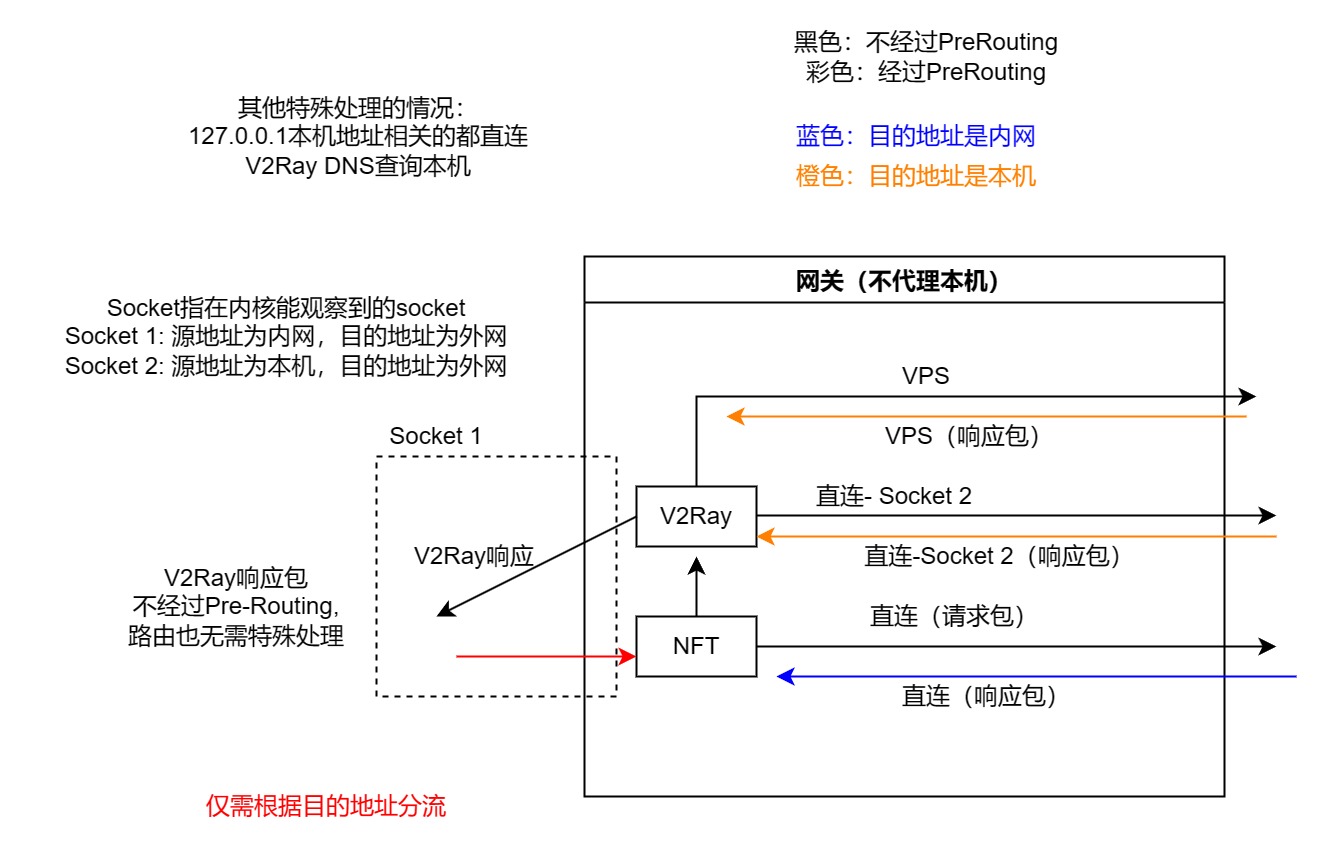 黑色：不经过PreRouting
彩色：经过PreRouting
其他特殊处理的情况：
127.0.0.1本机地址相关的都直连
V2Ray DNS查询本机
蓝色：目的地址是内网
橙色：目的地址是本机
网关（不代理本机）
Socket指在内核能观察到的socket
Socket 1: 源地址为内网，目的地址为外网
Socket 2: 源地址为本机，目的地址为外网
VPS
VPS（响应包）
Socket 1
直连- Socket 2
V2Ray
直连-Socket 2（响应包）
V2Ray响应
V2Ray响应包
不经过Pre-Routing,
路由也无需特殊处理
直连（请求包）
NFT
直连（响应包）
仅需根据目的地址分流